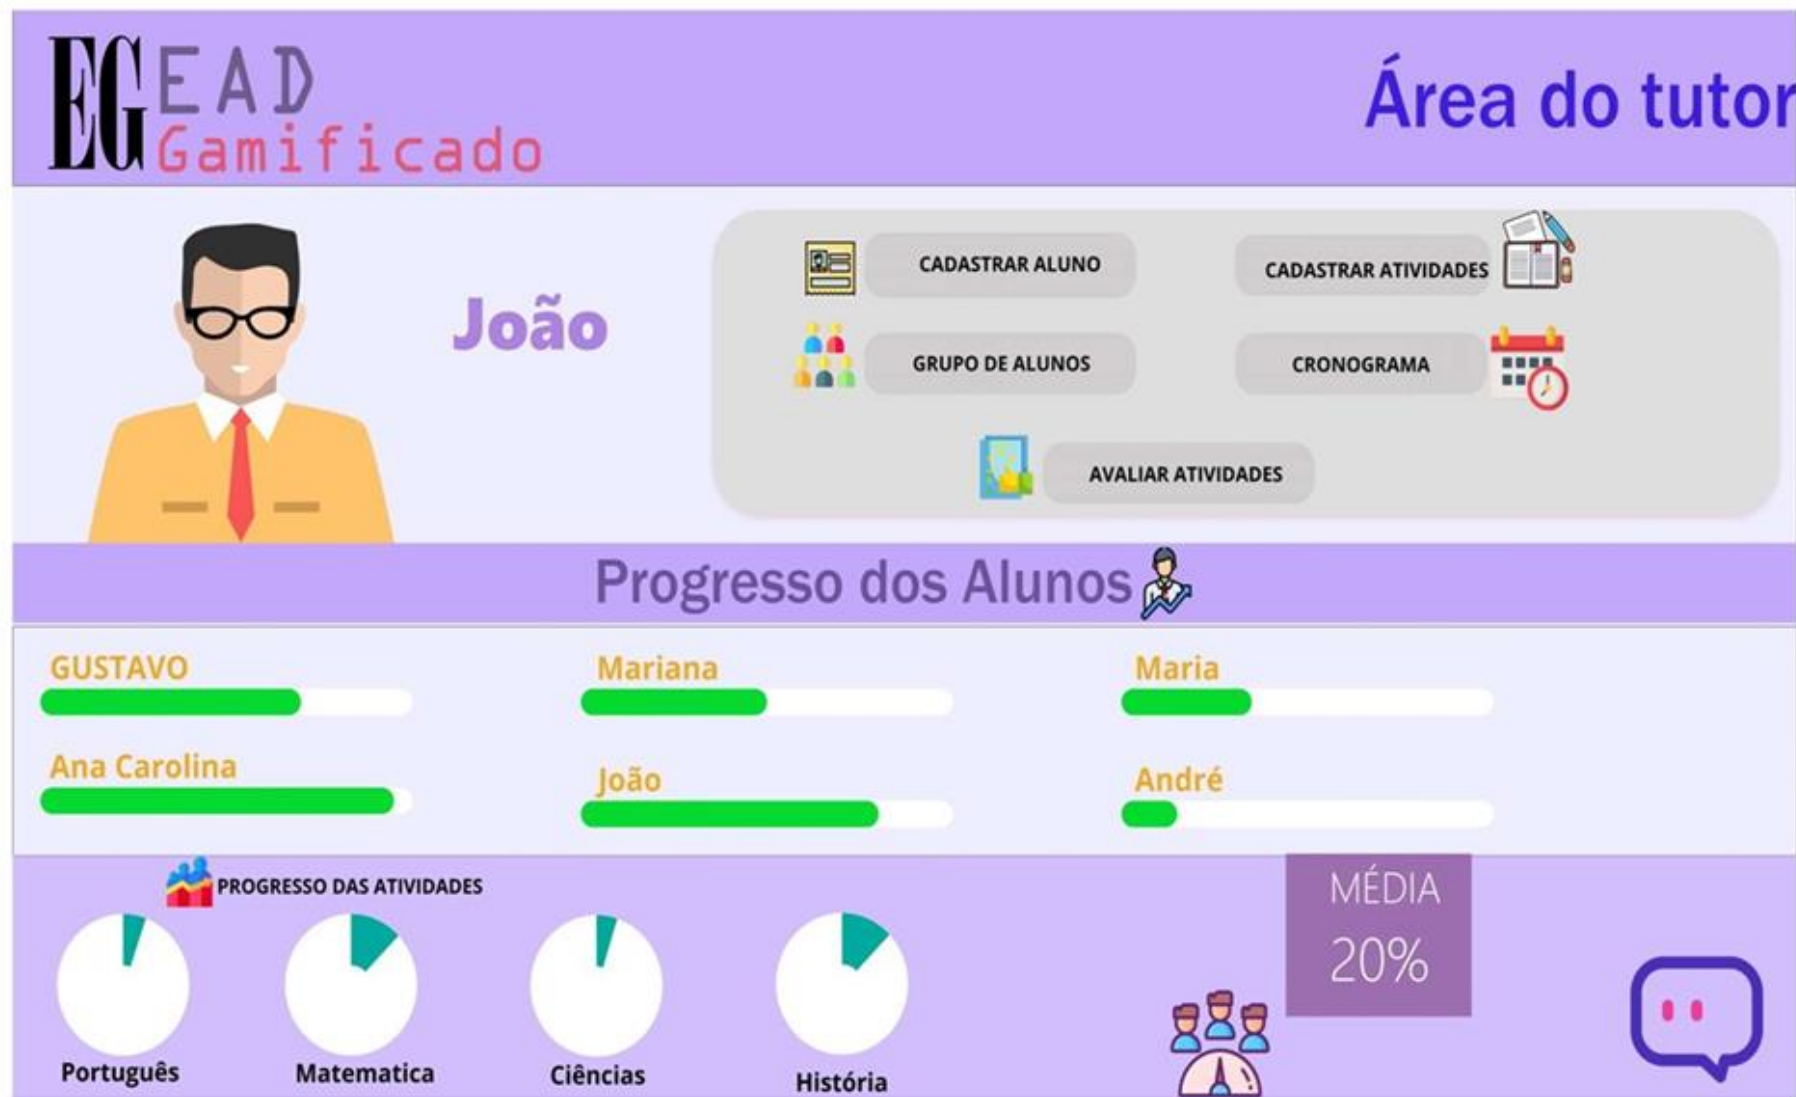 EG EAD
Gamificado
Área do tutor
João
CADASTRAR ALUNO
CADASTRAR ATIVIDADES
GRUPO DE ALUNOS
CRONOGRAMA
AVALIAR ATIVIDADES
Progresso dos Alunos
GUSTAVO
Mariana
Maria
Ana Carolina
João
André
PROGRESSO DAS ATIVIDADES
MÉDIA
20%
Português
Matematica
Ciências
História